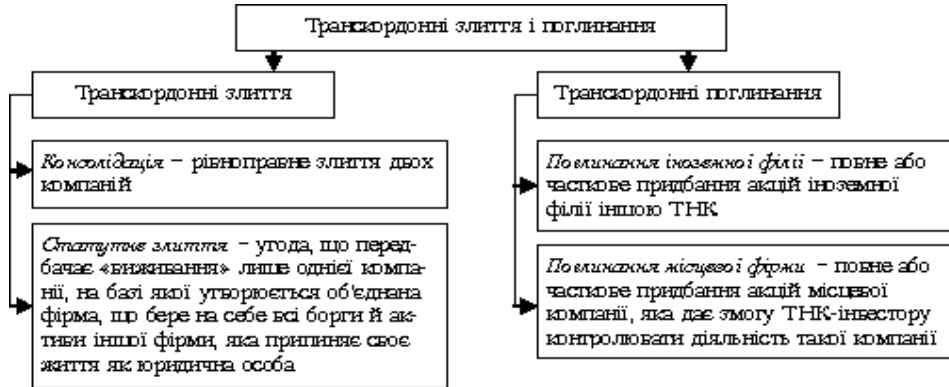 Транскордонні злиття і поглинання
Транскордонні злиття
Консолідація – рівноправне злиття двох
компаній
Статутне злиття – угода, що перед-
бачає «виживання» лише однієї компа-
нії, на базі якої утворюється об'єднана
фірма, що бере на себе всі борги й ак-
тиви іншої фірми, яка припиняє своє
життя як юридична особа
Транскордонні поглинання
Поглинання іноземної філії – повне або
часткове придбання акцій іноземної
філії іншою ТНК
Поглинання місцевої фірми – повне або
часткове придбання акцій місцевої
компанії, яка дає змогу ТНК-інвестору
контролювати діяльність такої компанії